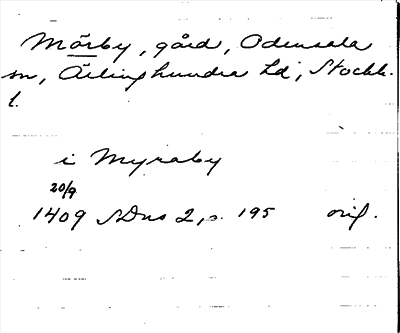 Mörby, gård, Odensala
sn, Ärlinghundra hd, Stockh.
l.
i Myraby
20/9
1409 SDns 2, s. 195 orig.